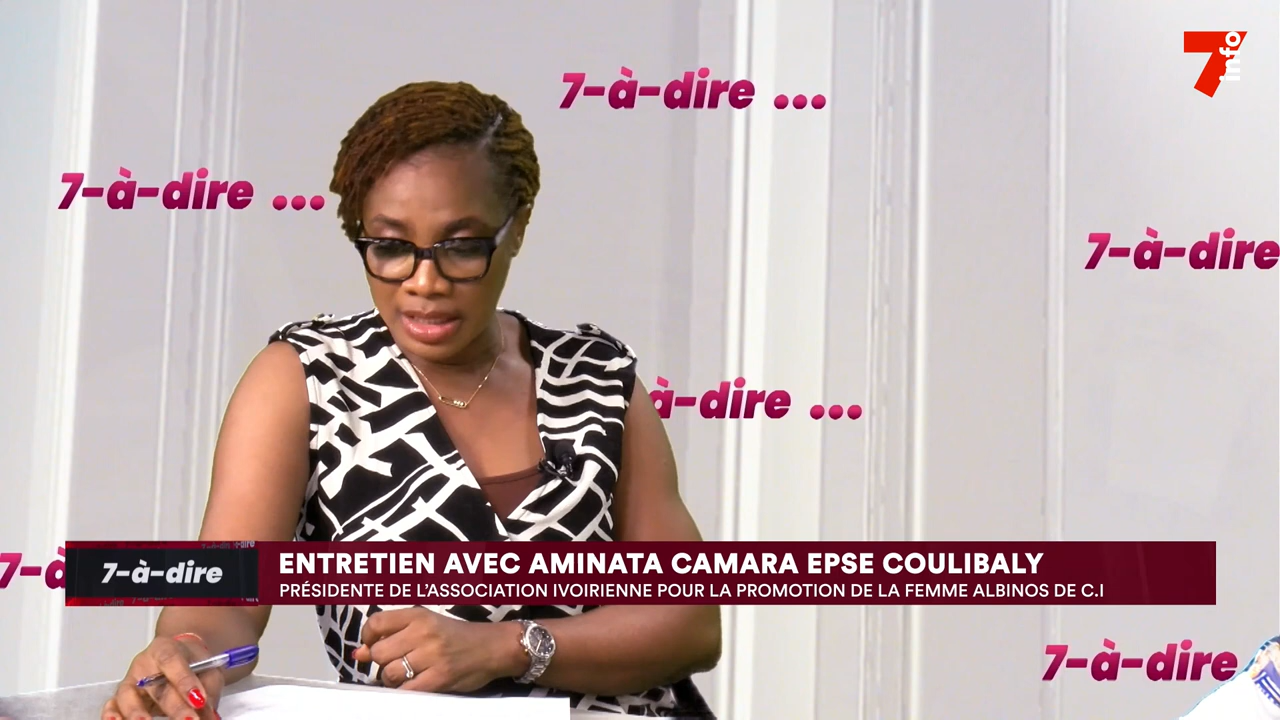 7 info
7-à-dire ...
7-à-dire ...
7-à-dire
à-dire ...
7-à
7-à-dire
ENTRETIEN AVEC AMINATA CAMARA EPSE COULIBALY
PRÉSIDENTE DE L'ASSOCIATION IVOIRIENNE POUR LA PROMOTION DE LA FEMME ALBINOS DE C.I
7-à-dire